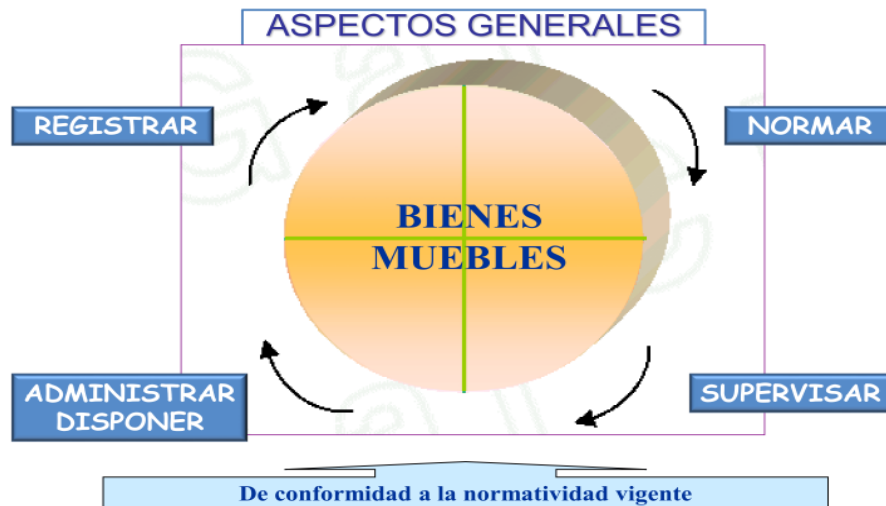 ASPECTOS GENERALES
REGISTRAR
NORMAR
BIENES
MUEBLES
ADMINISTRAR
DISPONER
SUPERVISAR
De conformidad a la normatividad vigente